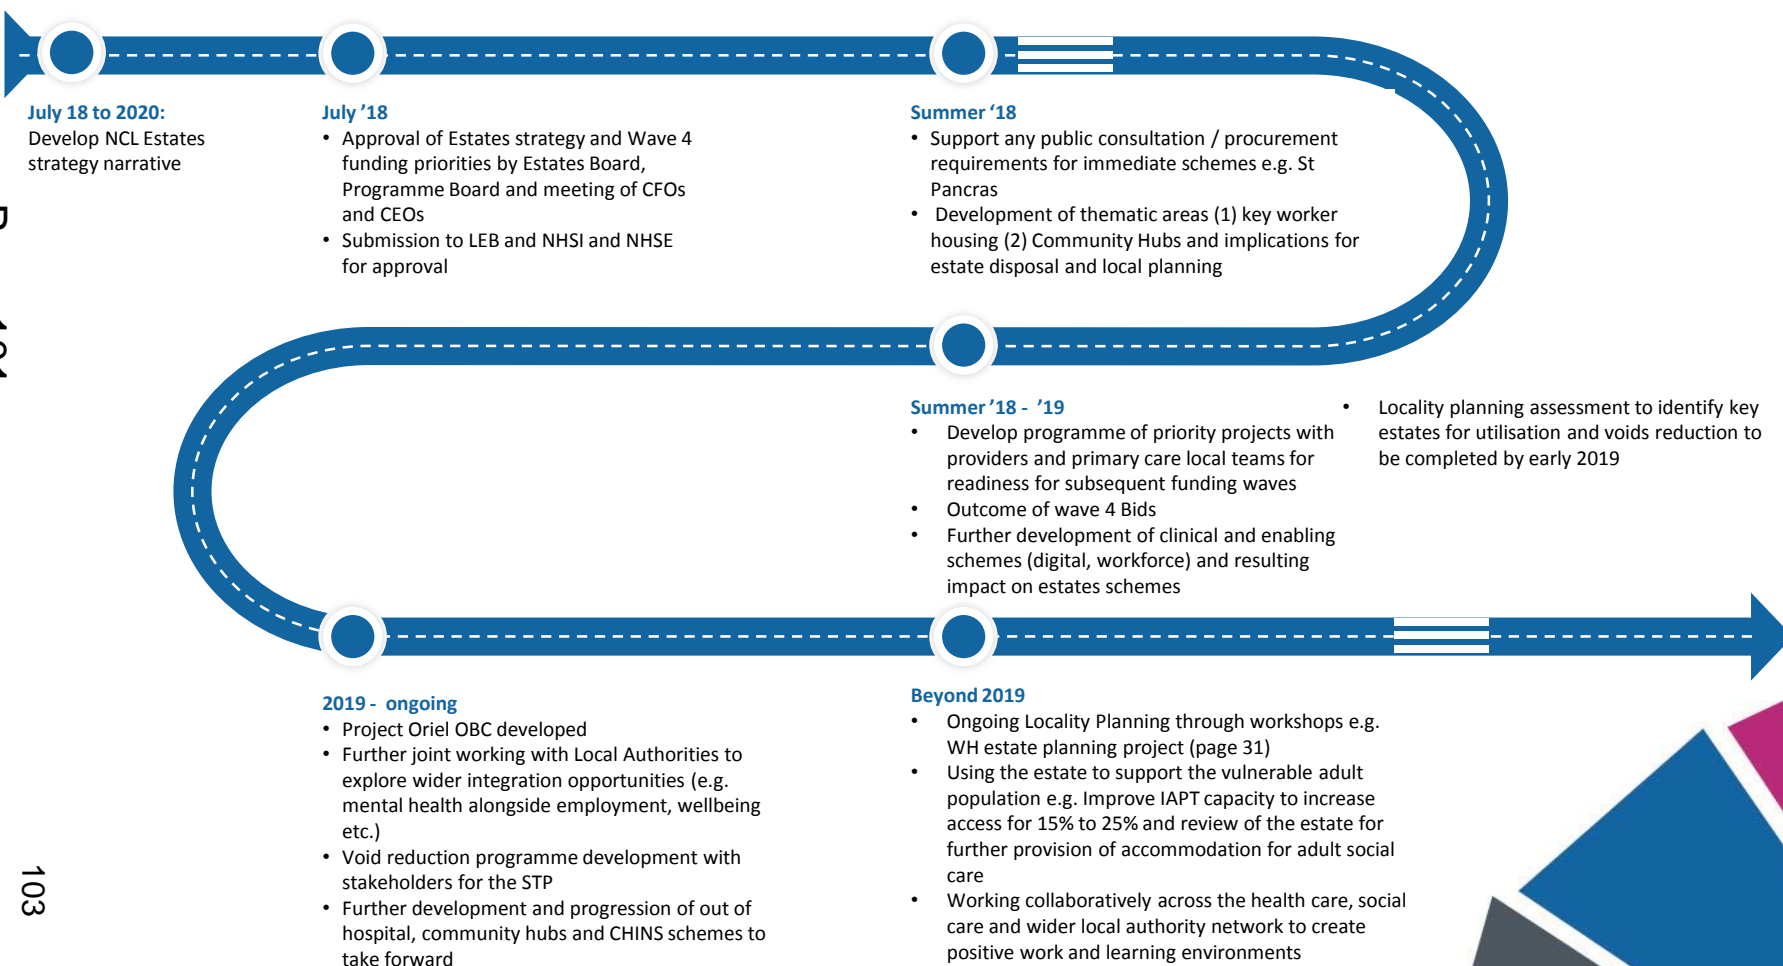 July 18 to 2020:
Develop NCL Estates
strategy narrative
July ’18
• Approval of Estates strategy and Wave 4
funding priorities by Estates Board,
Programme Board and meeting of CFOs
and CEOs
• Submission to LEB and NHSI and NHSE
for approval
Summer ‘18
• Support any public consultation / procurement
requirements for immediate schemes e.g. St
Pancras
• Development of thematic areas (1) key worker
housing (2) Community Hubs and implications for
estate disposal and local planning
Summer ’18 - ’19
• Develop programme of priority projects with
providers and primary care local teams for
readiness for subsequent funding waves
• Outcome of wave 4 Bids
• Further development of clinical and enabling
schemes (digital, workforce) and resulting
impact on estates schemes
• Locality planning assessment to identify key
estates for utilisation and voids reduction to
be completed by early 2019
2019 - ongoing
• Project Oriel OBC developed
• Further joint working with Local Authorities to
explore wider integration opportunities (e.g.
mental health alongside employment, wellbeing
etc.)
• Void reduction programme development with
stakeholders for the STP
• Further development and progression of out of
hospital, community hubs and CHINS schemes to
take forward
Beyond 2019
• Ongoing Locality Planning through workshops e.g.
WH estate planning project (page 31)
• Using the estate to support the vulnerable adult
population e.g. Improve IAPT capacity to increase
access for 15% to 25% and review of the estate for
further provision of accommodation for adult social
care
• Working collaboratively across the health care, social
care and wider local authority network to create
positive work and learning environments
103